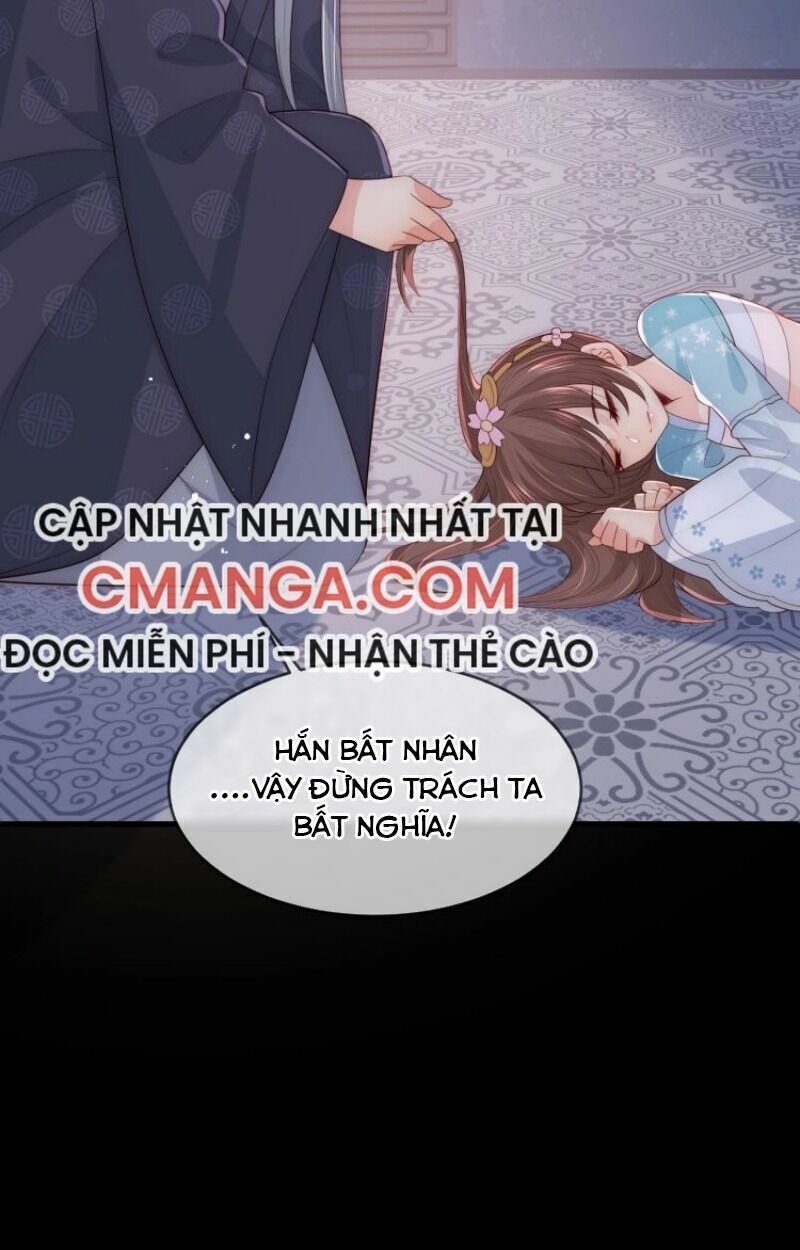 CẬP NHẬT NHANH NHẤT TẠI
CMANGA.COM
ĐỌC MIỄN PHÍ - NHẬN THẺ CÀO
HẮN BẤT NHÂN
....VẬY ĐỪNG TRÁCH TA
BẤT NGHĨA!